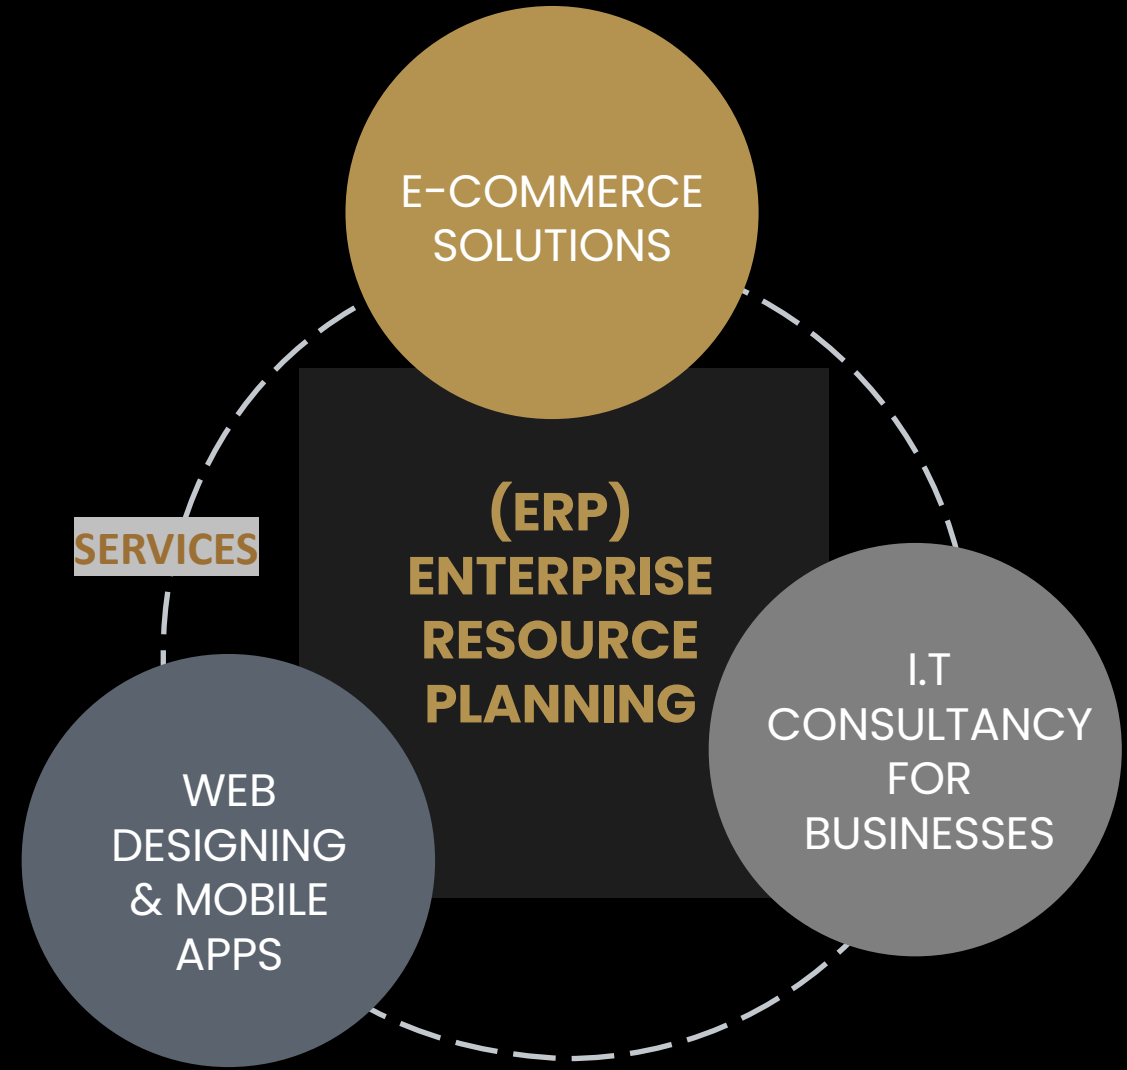 E-COMMERCE
SOLUTIONS
(ERP)
ENTERPRISE
RESOURCE
PLANNING
SERVICES
I.T
CONSULTANCY
FOR
BUSINESSES
WEB
DESIGNING
& MOBILE
APPS